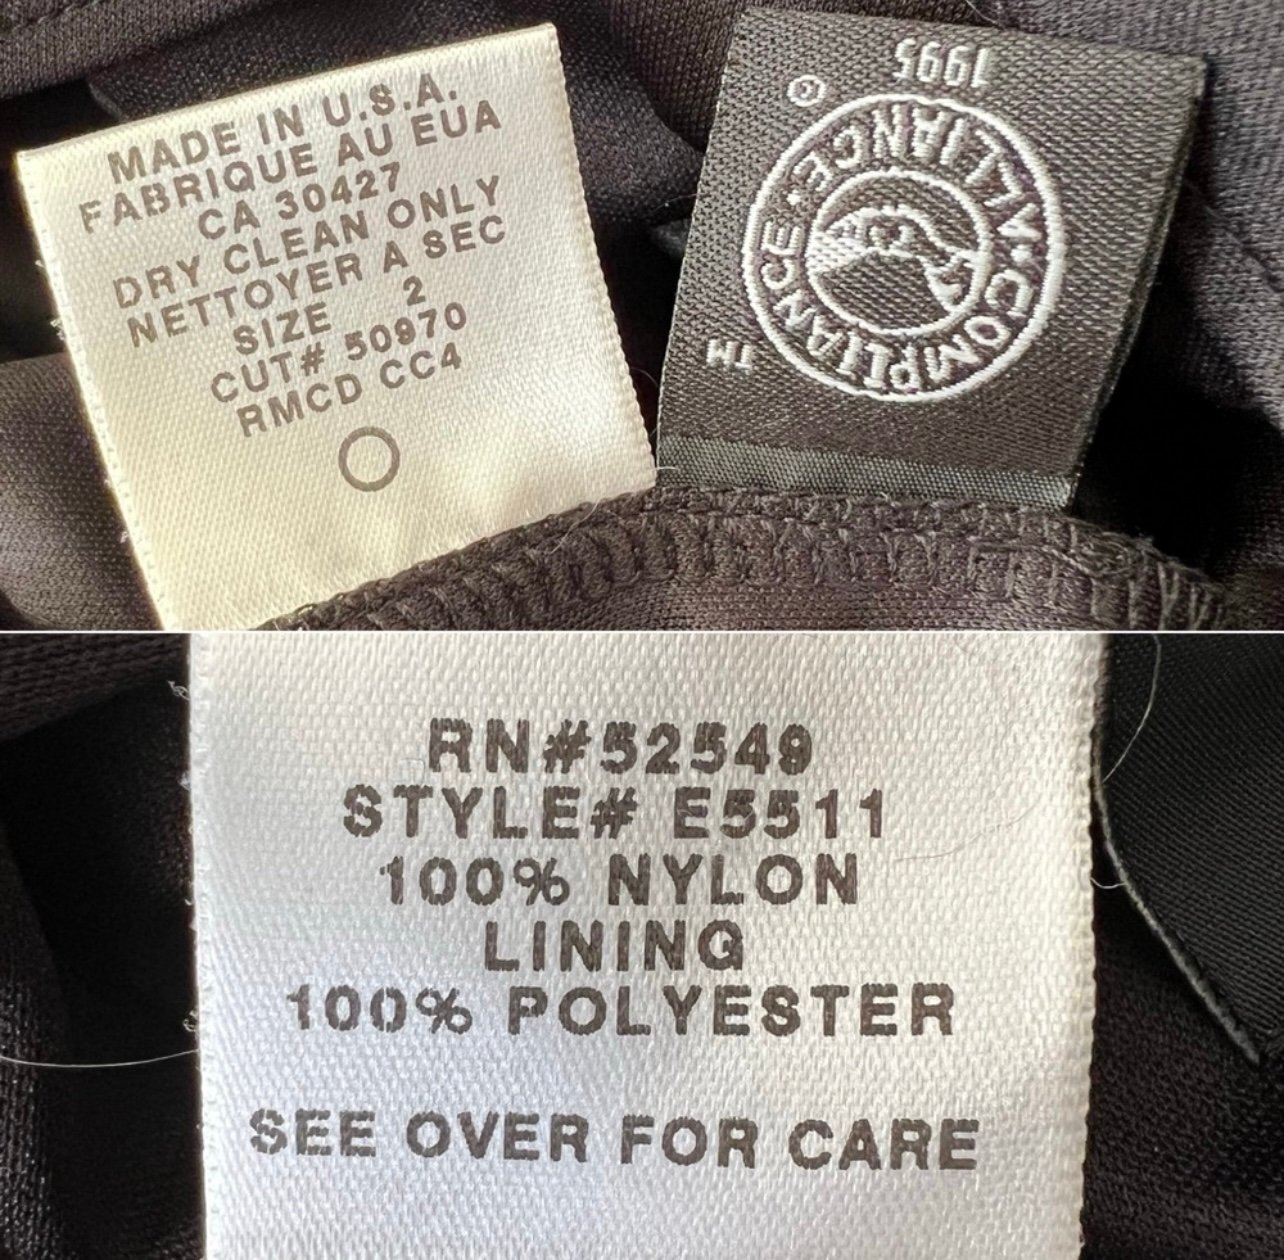 MADE IN U.S.A.
FABRIQUE AU EUA
CA 30427
DRY CLEAN ONLY
NETTOYER A SEC
SIZE 2
CUT# 50970
RMCD CC4
1995
©
COMPLIANCE • ALLIANCE •
TM
RN#52549
STYLE# E5511
100% NYLON
LINING
100% POLYESTER
SEE OVER FOR CARE